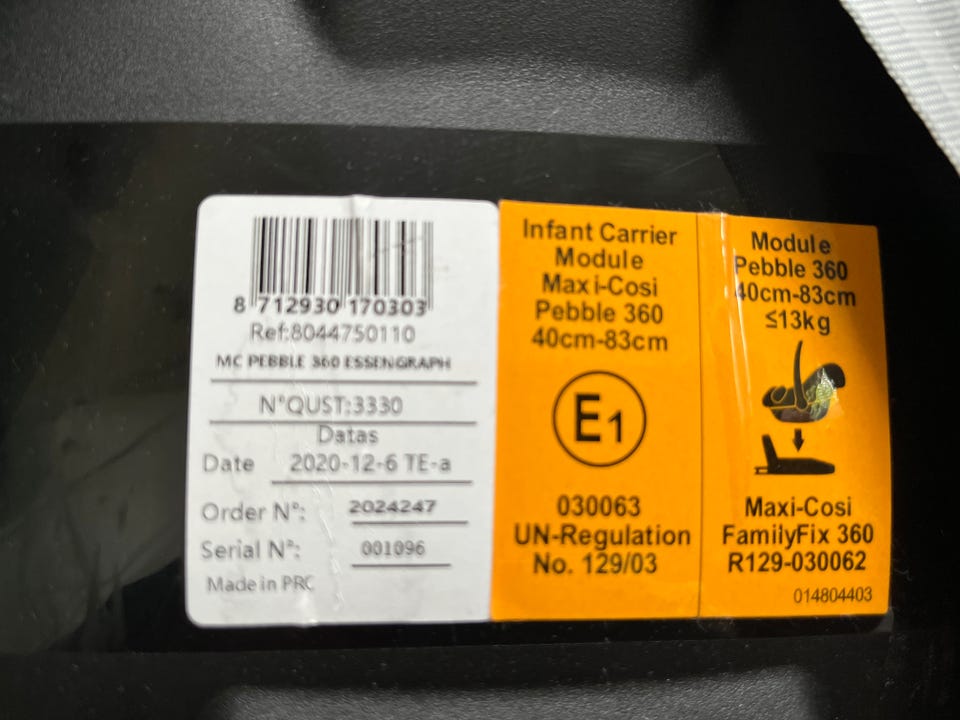 8 712930 170303
Ref:8044750110
MC PEBBLE 360 ESSENGRAPH
N°QUST:3330
Datas
Date 2020-12-6 TE-a
Order N°: 2024247
Serial N°: 001096
Made in PRC
Infant Carrier
Module
Maxi-Cosi
Pebble 360
40cm-83cm
E1
030063
UN-Regulation
No. 129/03
Module
Pebble 360
40cm-83cm
≤13kg
Maxi-Cosi
FamilyFix 360
R129-030062
014804403